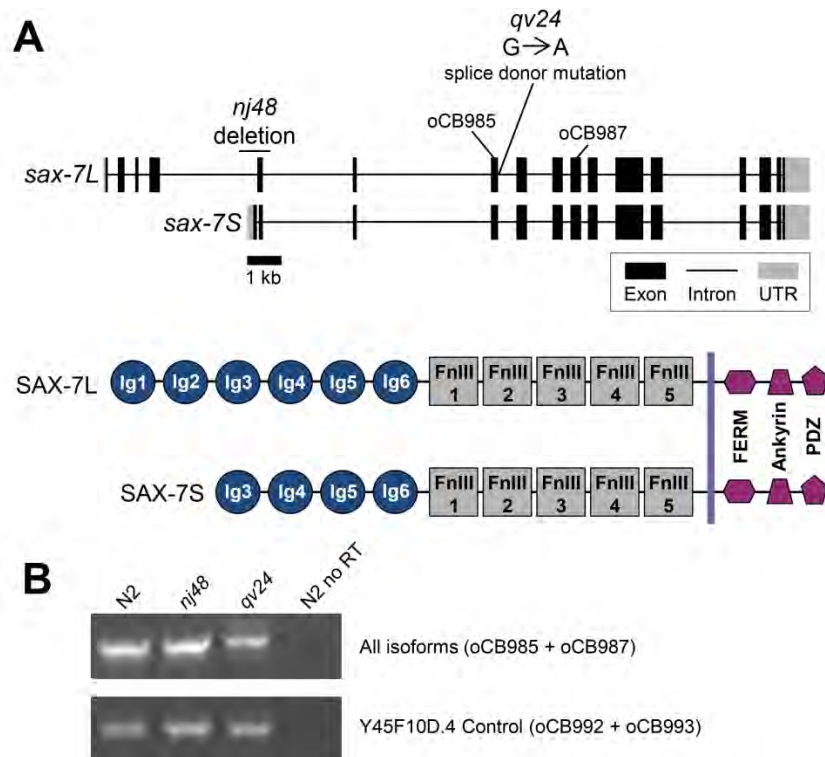 A
qv24
G→A
splice donor mutation
nj48
deletion
oCB985
oCB987
sax-7L
sax-7S
1 kb
Exon Intron UTR
SAX-7L
Ig1 Ig2 Ig3 Ig4 Ig5 Ig6 FnIII 1 FnIII 2 FnIII 3 FnIII 4 FnIII 5
FERM Ankyrin PDZ
SAX-7S
Ig3 Ig4 Ig5 Ig6 FnIII 1 FnIII 2 FnIII 3 FnIII 4 FnIII 5
B
N2 nj48 qv24 N2 no RT
All isoforms (oCB985 + oCB987)
Y45F10D.4 Control (oCB992 + oCB993)